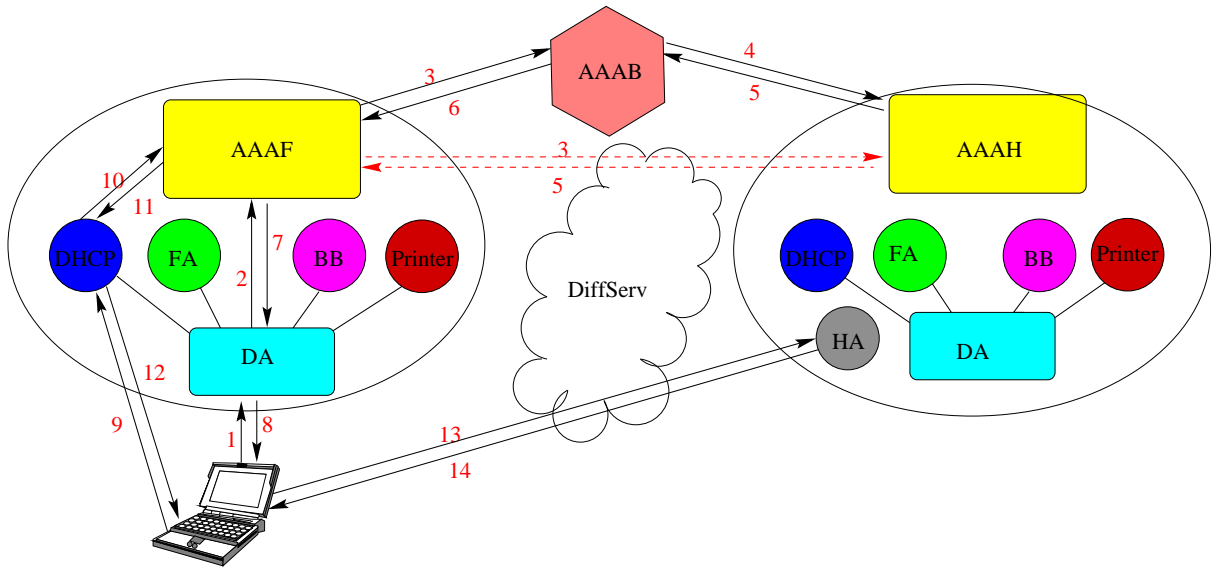 AAAB
3
6
4
5
AAAF
AAAH
3
5
10
11
DHCP
FA
BB
Printer
2
7
DiffServ
DHCP
FA
BB
Printer
DA
HA
DA
12
9
1
8
13
14